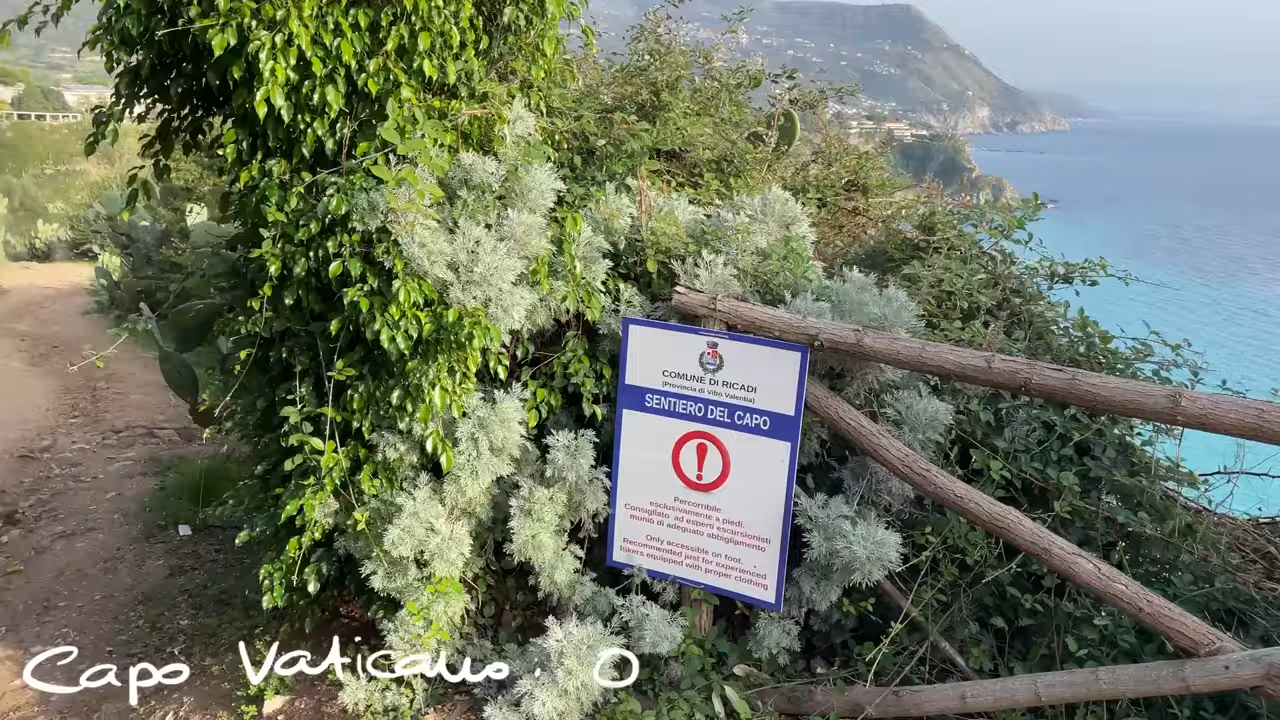 COMUNE DI RICADI
(Provincia di Vibo Valentia)
SENTIERO DEL CAPO
Percorribile
esclusivamente a piedi.
Consigliato ad esperti escursionisti
muniti di adeguato abbigliamento
Only accessible on foot.
Recommended just for experienced
hikers equipped with proper clothing
Capo Vaticano. O